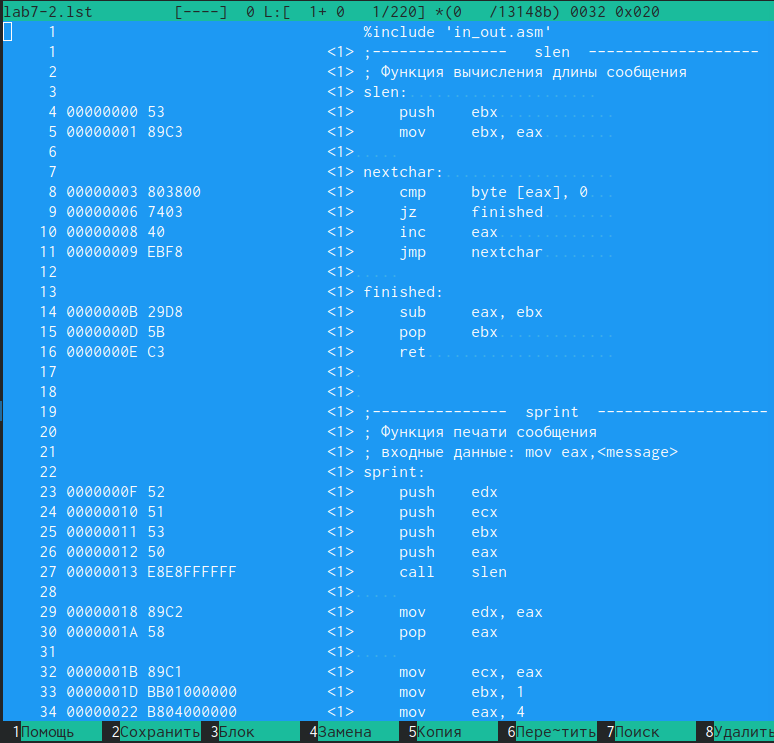 lab7-2.lst         [----]  0 L:[  1+ 0   1/220] *(0   /13148b) 0032 0x020
     1                                  %include 'in_out.asm'
     1                              <1> ;---------------   slen  -------------------
     2                              <1> ; Функция вычисления длины сообщения
     3                              <1> slen:
     4 00000000 53                  <1>     push    ebx
     5 00000001 89C3                <1>     mov     ebx, eax
     6                              <1>
     7                              <1> nextchar:
     8 00000003 803800              <1>     cmp     byte [eax], 0
     9 00000006 7403                <1>     jz      finished
    10 00000008 40                  <1>     inc     eax
    11 00000009 EBF8                <1>     jmp     nextchar
    12                              <1>
    13                              <1> finished:
    14 0000000B 29D8                <1>     sub     eax, ebx
    15 0000000D 5B                  <1>     pop     ebx
    16 0000000E C3                  <1>     ret
    17                              <1>
    18                              <1>
    19                              <1> ;---------------  sprint  -------------------
    20                              <1> ; Функция печати сообщения
    21                              <1> ; входные данные: mov eax,<message>
    22                              <1> sprint:
    23 0000000F 52                  <1>     push    edx
    24 00000010 51                  <1>     push    ecx
    25 00000011 53                  <1>     push    ebx
    26 00000012 50                  <1>     push    eax
    27 00000013 E8E8FFFFFF          <1>     call    slen
    28                              <1>
    29 00000018 89C2                <1>     mov     edx, eax
    30 0000001A 58                  <1>     pop     eax
    31                              <1>
    32 0000001B 89C1                <1>     mov     ecx, eax
    33 0000001D BB01000000          <1>     mov     ebx, 1
    34 00000022 B804000000          <1>     mov     eax, 4
1Помощь 2Сохранить 3Блок 4Замена 5Копия 6Пере~тить 7Поиск 8Удалить